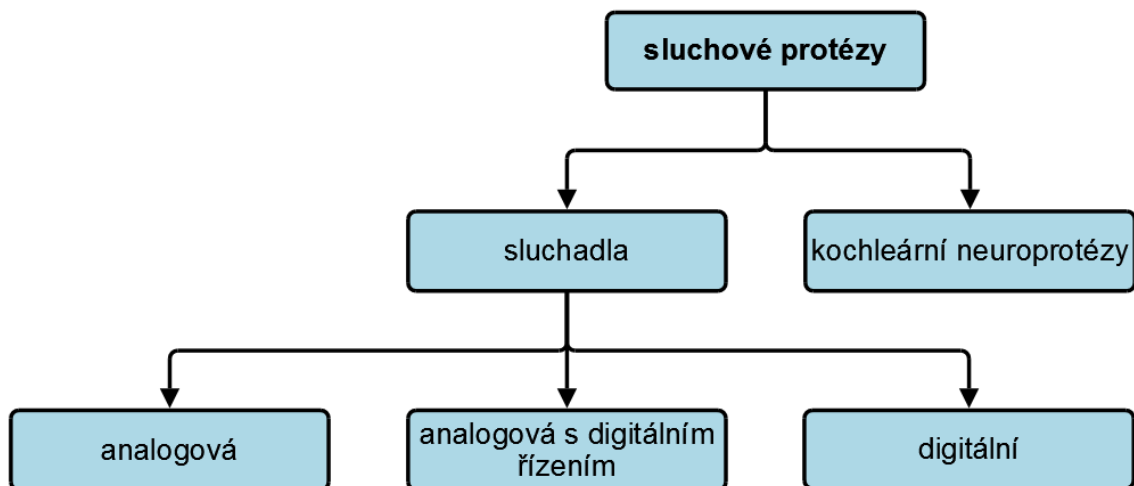 sluchové protézy
sluchadla
kochleární neuroprotézy
analogová
analogová s digitálním
řízením
digitální